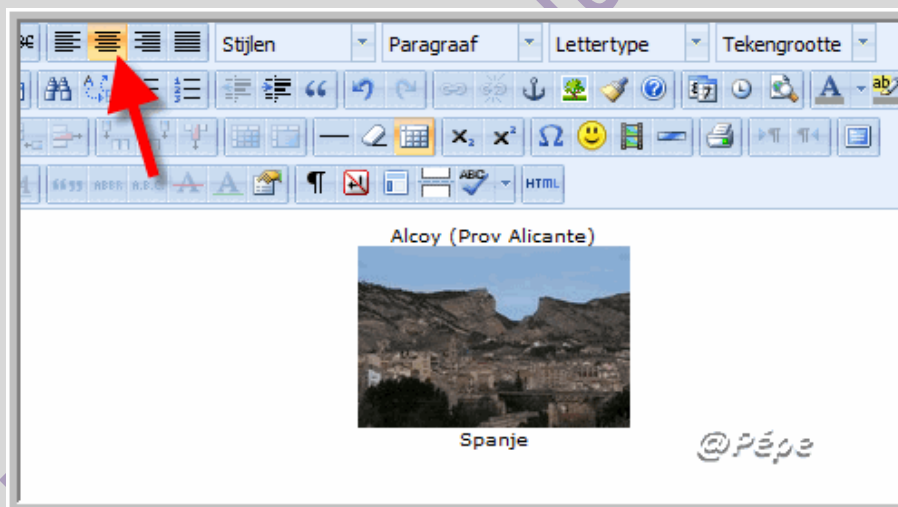 Stijlen Paragraaf Lettertype Tekengrootte
HTML
Alcoy (Prov Alicante)
Spanje
@Pépe